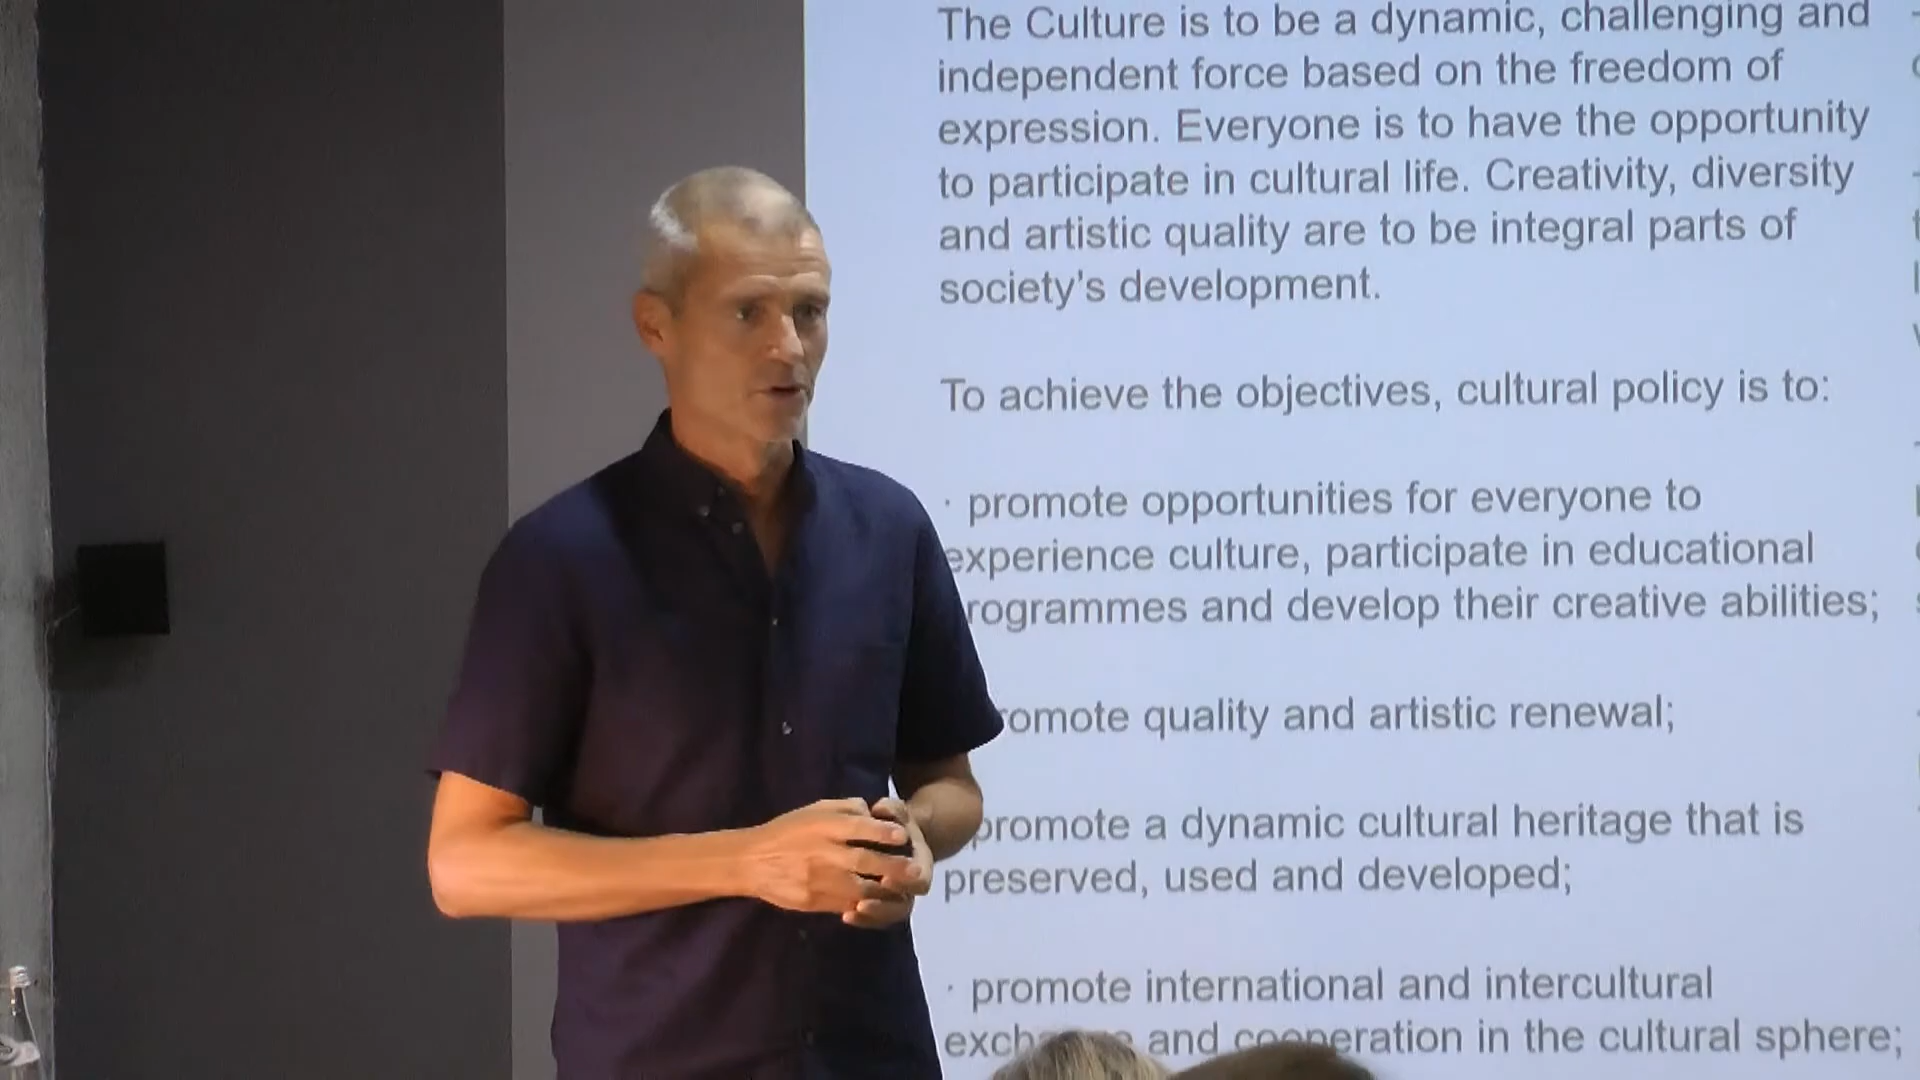 The Culture is to be a dynamic, challenging and
independent force based on the freedom of
expression. Everyone is to have the opportunity
to participate in cultural life. Creativity, diversity
and artistic quality are to be integral parts of
society's development.
To achieve the objectives, cultural policy is to:
· promote opportunities for everyone to
experience culture, participate in educational
rogrammes and develop their creative abilities;
romote quality and artistic renewal;
promote a dynamic cultural heritage that is
preserved, used and developed;
· promote international and intercultural
and cooperation in the cultural sphere;